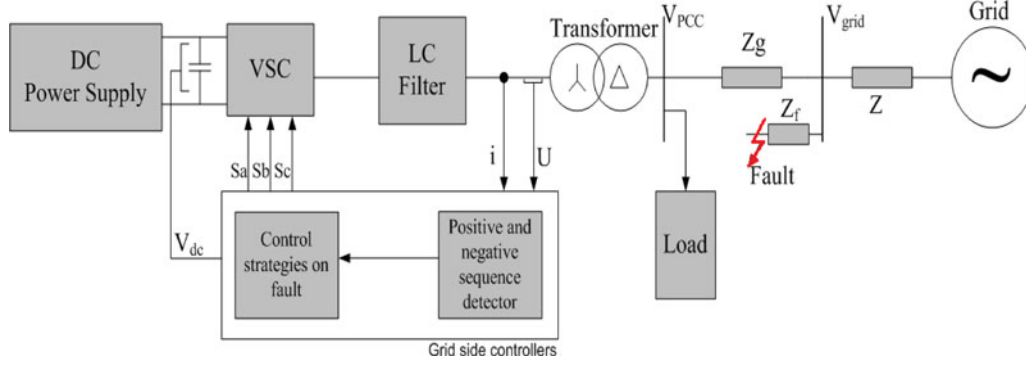 DC
Power Supply
VSC
LC
Filter
Transformer
V_PCC
Zg
V_grid
Grid
~
Z
Z_f
Fault
Load
i
U
Sa Sb Sc
V_dc
Control
strategies on
fault
Positive and
negative
sequence
detector
Grid side controllers